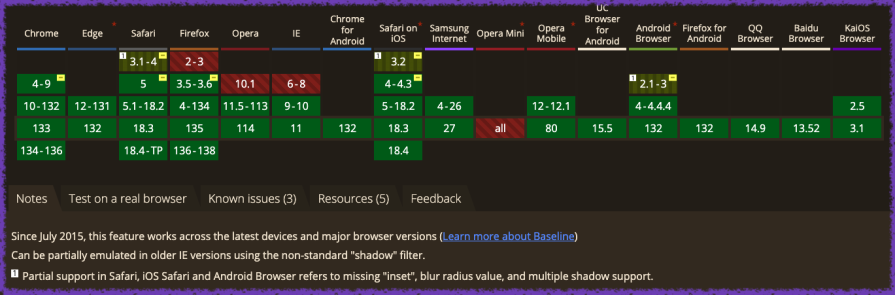 Chrome Edge * Safari Firefox Opera IE Chrome for Android Safari on iOS * Samsung Internet Opera Mini * Opera Mobile * UC Browser for Android Android Browser * Firefox for Android QQ Browser Baidu Browser KaiOS Browser
1 3.1-4 2-3 1 3.2
4-9 5 3.5-3.6 10.1 6-8 4-4.3 1 2.1-3
10-132 12-131 5.1-18.2 4-134 11.5-113 9-10 5-18.2 4-26 12-12.1 4-4.4.4 2.5
133 132 18.3 135 114 11 132 18.3 27 all 80 15.5 132 132 14.9 13.52 3.1
134-136 18.4-TP 136-138 18.4
Notes Test on a real browser Known issues (3) Resources (5) Feedback
Since July 2015, this feature works across the latest devices and major browser versions (Learn more about Baseline)
Can be partially emulated in older IE versions using the non-standard "shadow" filter.
1 Partial support in Safari, iOS Safari and Android Browser refers to missing "inset", blur radius value, and multiple shadow support.